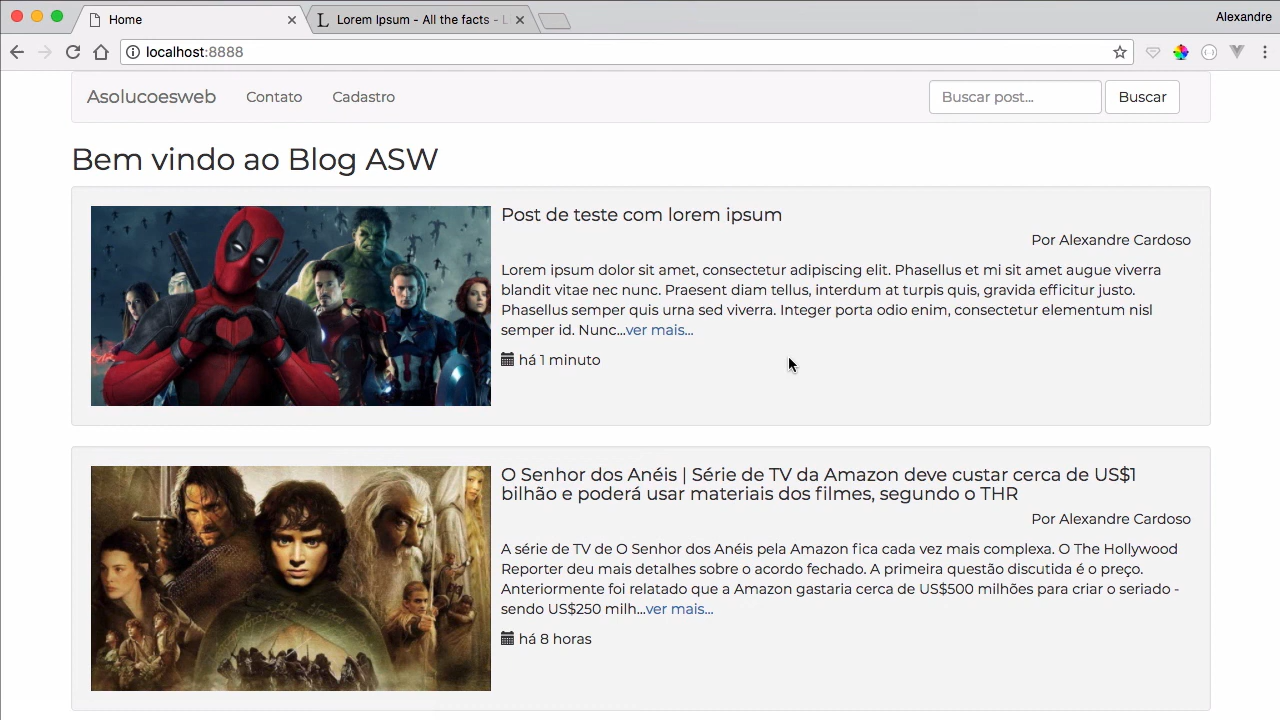 Home
Lorem Ipsum - All the facts - L
Alexandre
localhost:8888
Asolucoesweb Contato Cadastro Buscar post... Buscar
Bem vindo ao Blog ASW
Post de teste com lorem ipsum
Por Alexandre Cardoso
Lorem ipsum dolor sit amet, consectetur adipiscing elit. Phasellus et mi sit amet augue viverra
blandit vitae nec nunc. Praesent diam tellus, interdum at turpis quis, gravida efficitur justo.
Phasellus semper quis urna sed viverra. Integer porta odio enim, consectetur elementum nisl
semper id. Nunc...ver mais...
há 1 minuto
O Senhor dos Anéis | Série de TV da Amazon deve custar cerca de US$1
bilhão e poderá usar materiais dos filmes, segundo o THR
Por Alexandre Cardoso
A série de TV de O Senhor dos Anéis pela Amazon fica cada vez mais complexa. O The Hollywood
Reporter deu mais detalhes sobre o acordo fechado. A primeira questão discutida é o preço.
Anteriormente foi relatado que a Amazon gastaria cerca de US$500 milhões para criar o seriado -
sendo US$250 milh...ver mais...
há 8 horas